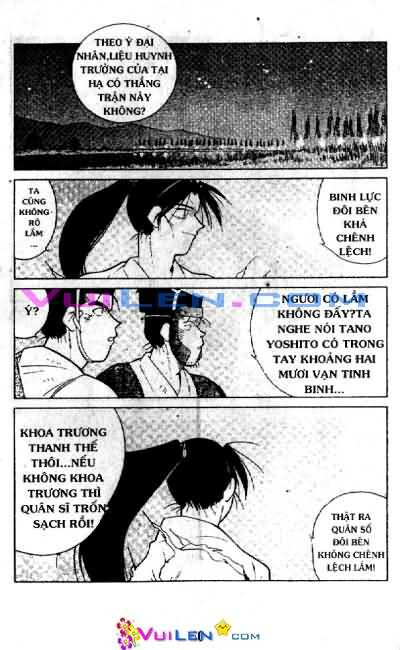 THEO Ý ĐẠI
NHÂN,LIỆU HUYNH
TRƯỞNG CỦA TẠI
HẠ CÓ THẮNG
TRẬN NÀY
KHÔNG?
TA
CŨNG
KHÔNG
RÕ
LẮM
...
BINH LỰC
ĐÔI BÊN
KHÁ
CHÊNH
LỆCH!
Ý?
NGƯƠI CÓ LẦM
KHÔNG ĐẤY?TA
NGHE NÓI TANO
YOSHITO CÓ TRONG
TAY KHOẢNG HAI
MƯƠI VẠN TINH
BINH...
VUILEN.COM
KHOA TRƯƠNG
THANH THẾ
THÔI...NẾU
KHÔNG KHOA
TRƯƠNG THÌ
QUÂN SĨ TRỐN
SẠCH RỒI!
THẬT RA
QUÂN SỐ
ĐÔI BÊN
KHÔNG CHÊNH
LỆCH LẮM!
VUILEN
.COM